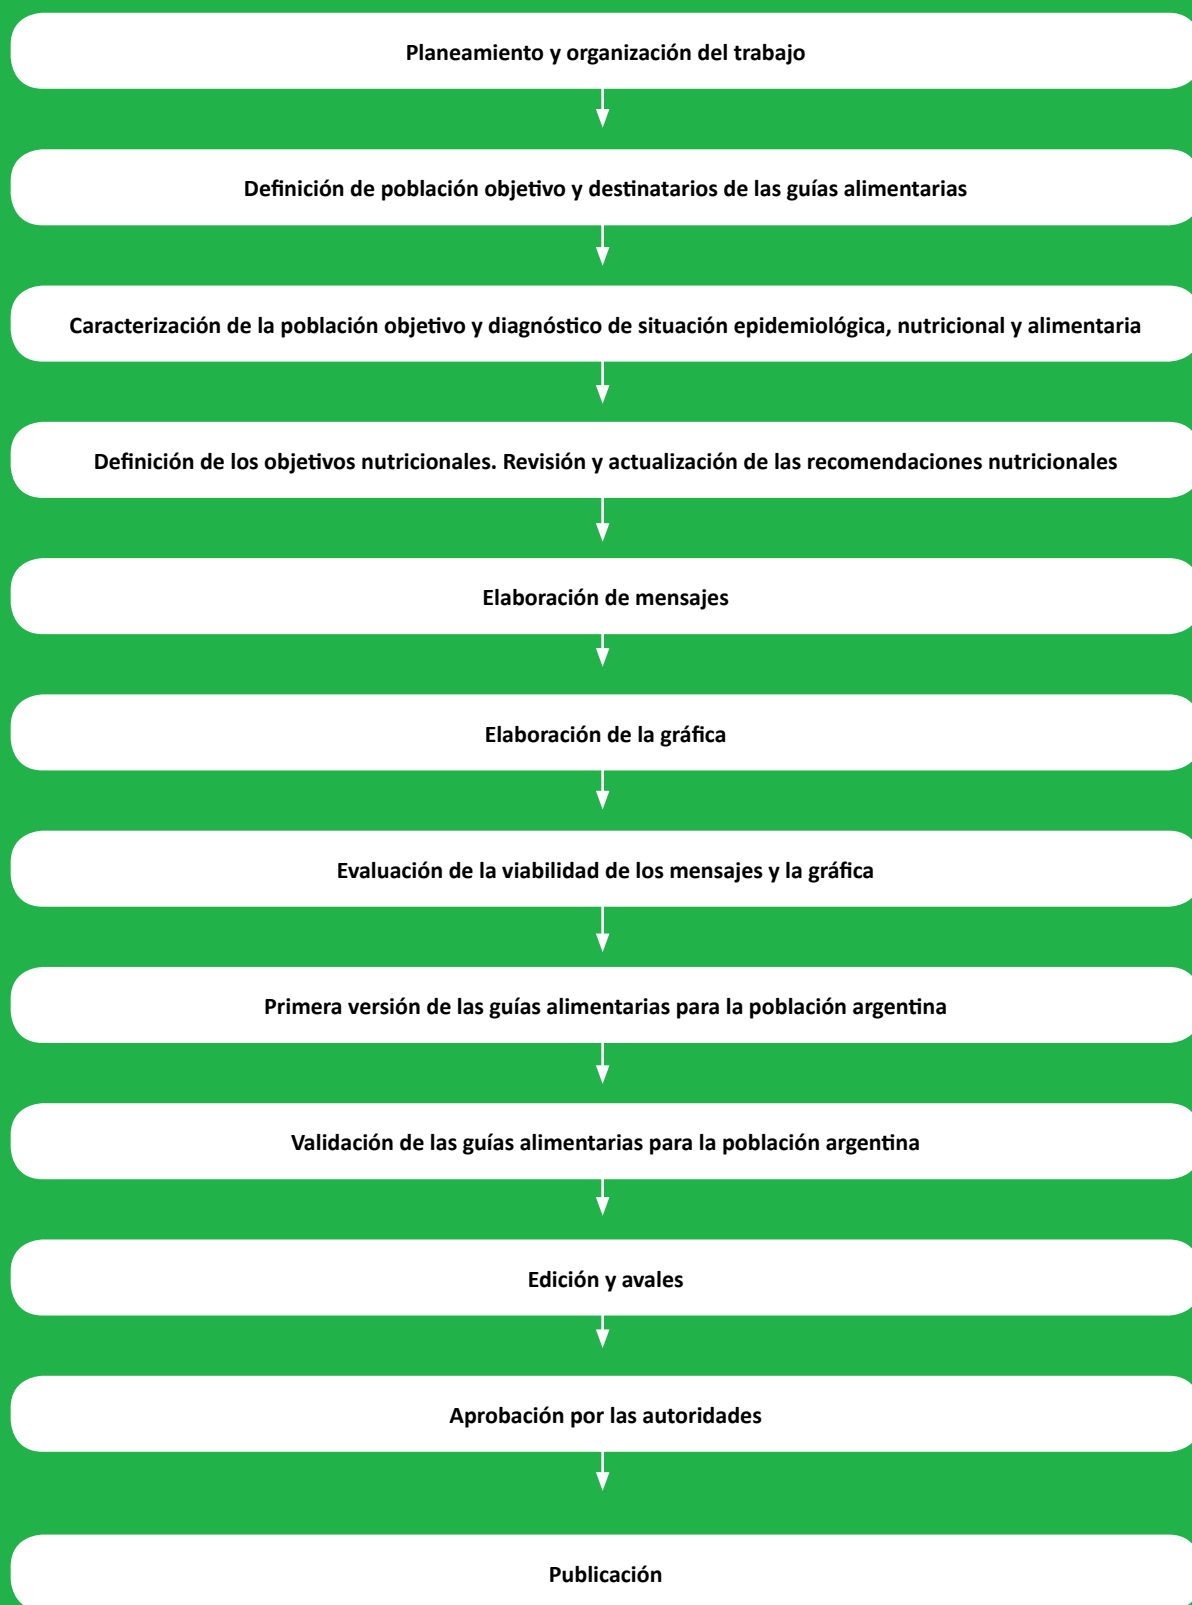 Planeamiento y organización del trabajo
Definición de población objetivo y destinatarios de las guías alimentarias
Caracterización de la población objetivo y diagnóstico de situación epidemiológica, nutricional y alimentaria
Definición de los objetivos nutricionales. Revisión y actualización de las recomendaciones nutricionales
Elaboración de mensajes
Elaboración de la gráfica
Evaluación de la viabilidad de los mensajes y la gráfica
Primera versión de las guías alimentarias para la población argentina
Validación de las guías alimentarias para la población argentina
Edición y avales
Aprobación por las autoridades
Publicación